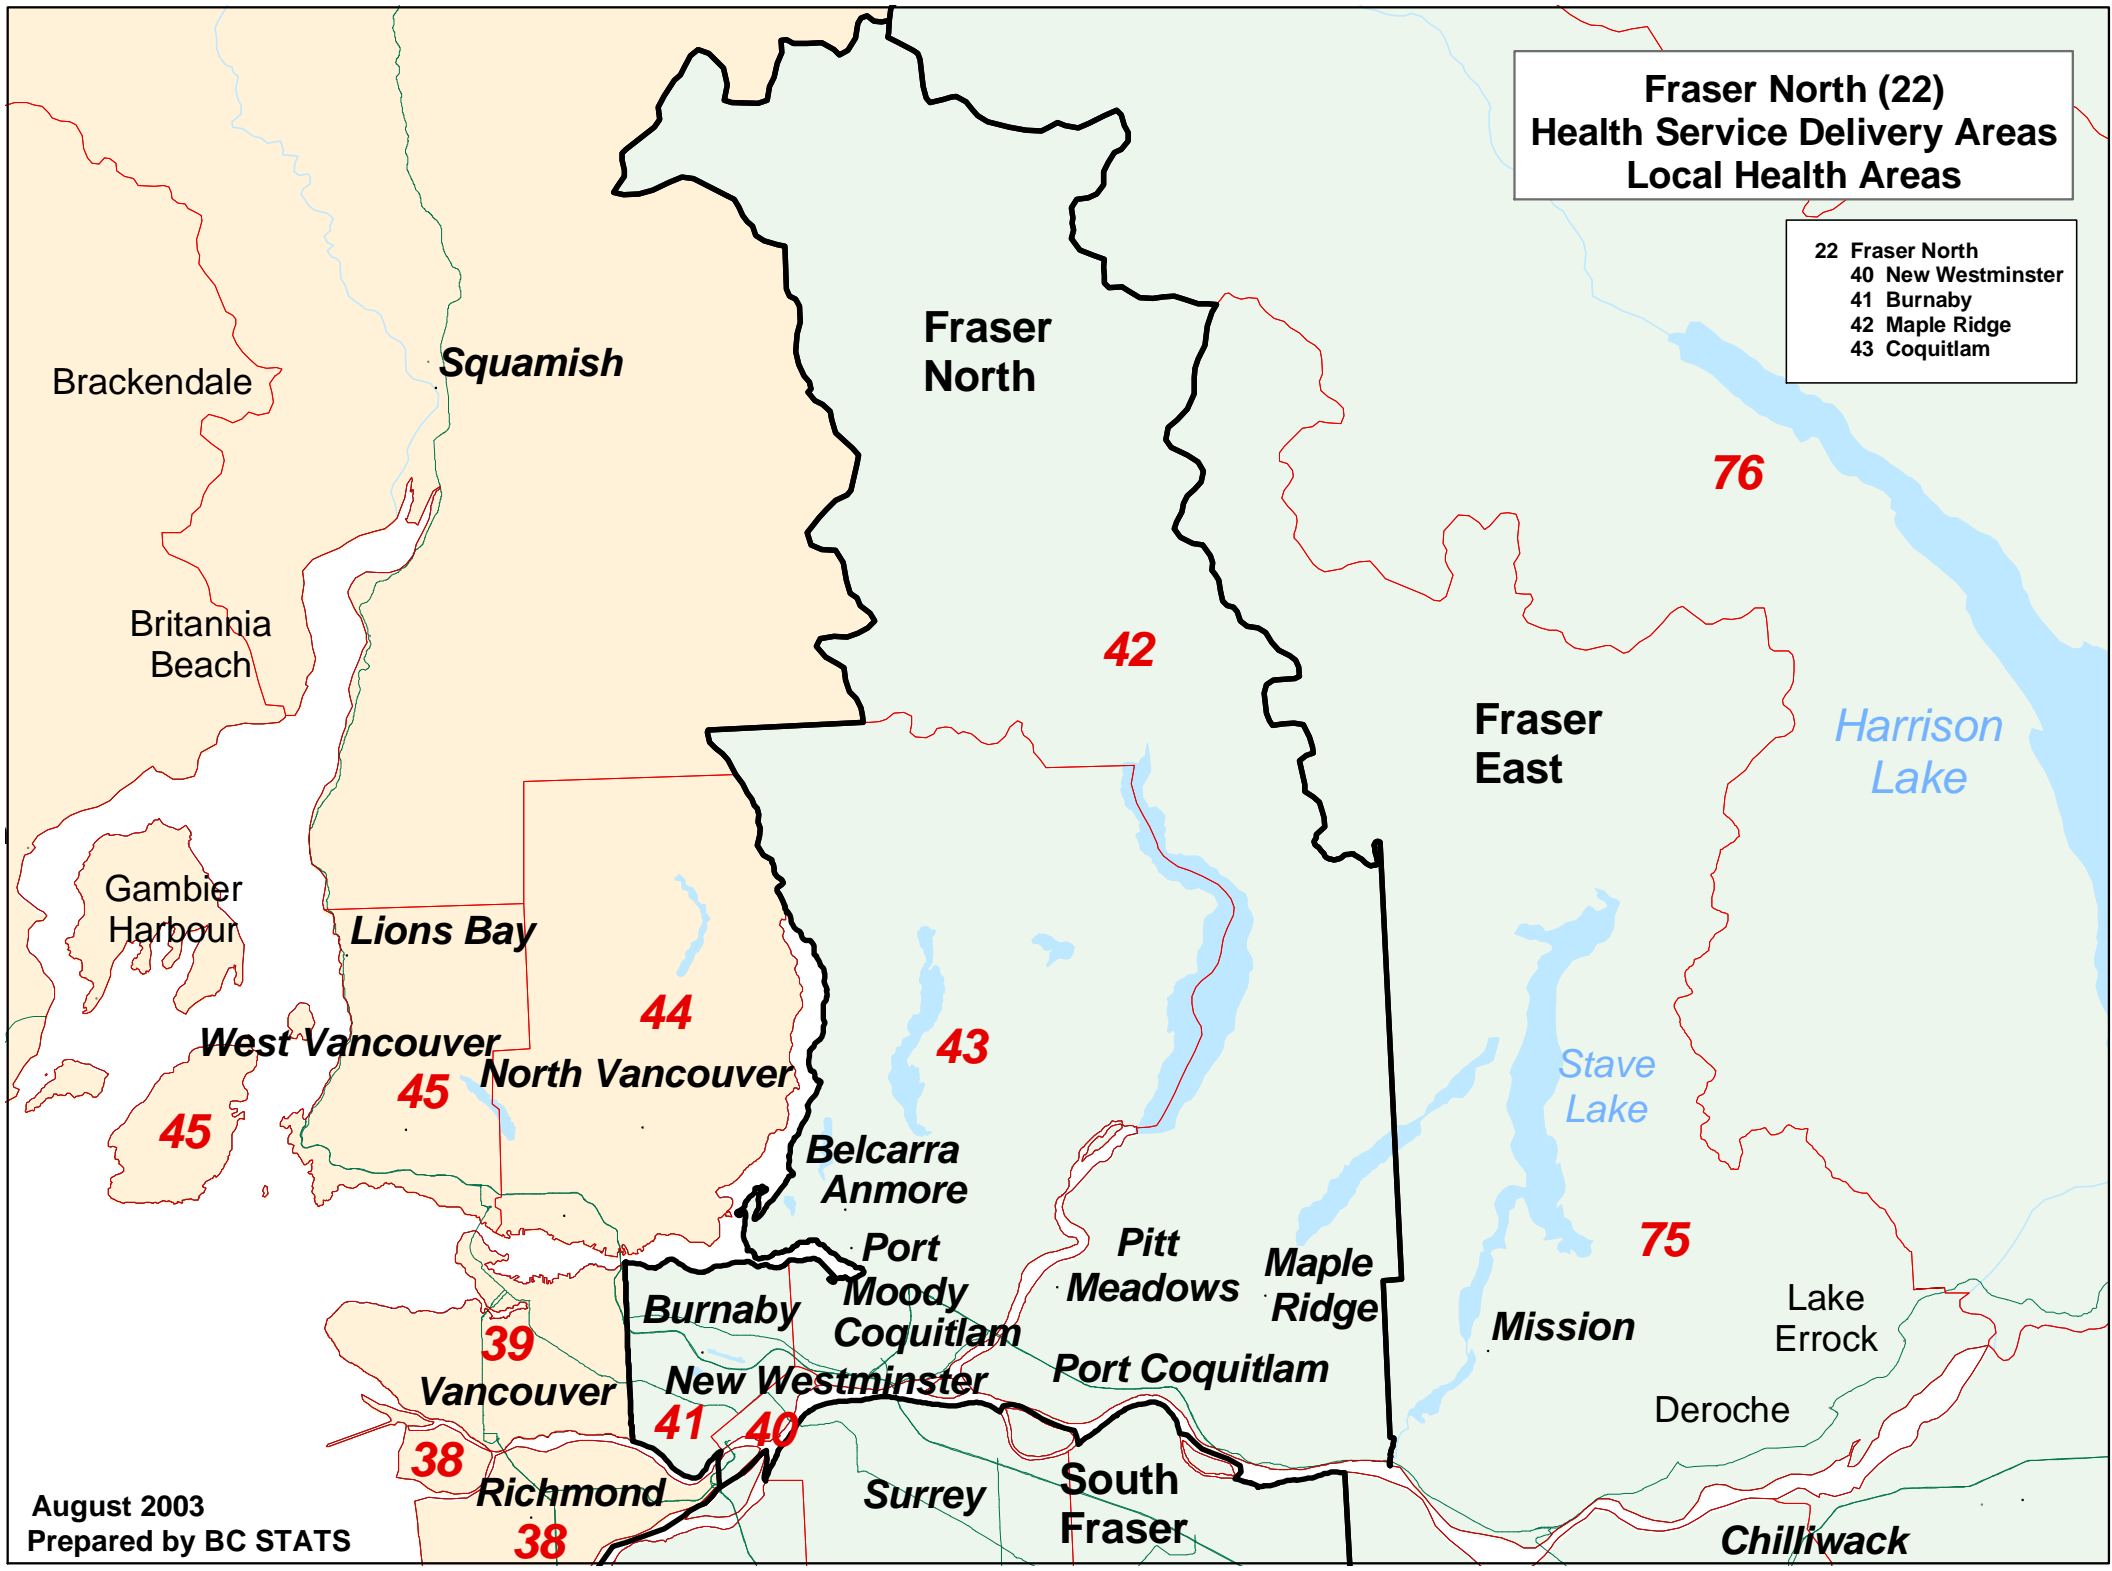 Fraser North (22)
Health Service Delivery Areas
Local Health Areas
22 Fraser North
40 New Westminster
41 Burnaby
42 Maple Ridge
43 Coquitlam
Fraser
North
Squamish
Brackendale
76
Britannia
Beach
42
Fraser
East
Harrison
Lake
Gambier
Harbour
Lions Bay
44
West Vancouver
North Vancouver
43
45
45
Stave
Lake
Belcarra
Anmore
Port
Moody
Coquitlam
Pitt
Meadows
Maple
Ridge
75
Burnaby
Mission
Lake
Errock
39
Vancouver
New Westminster
Port Coquitlam
41
40
Deroche
38
Richmond
38
Surrey
South
Fraser
Chilliwack
August 2003
Prepared by BC STATS